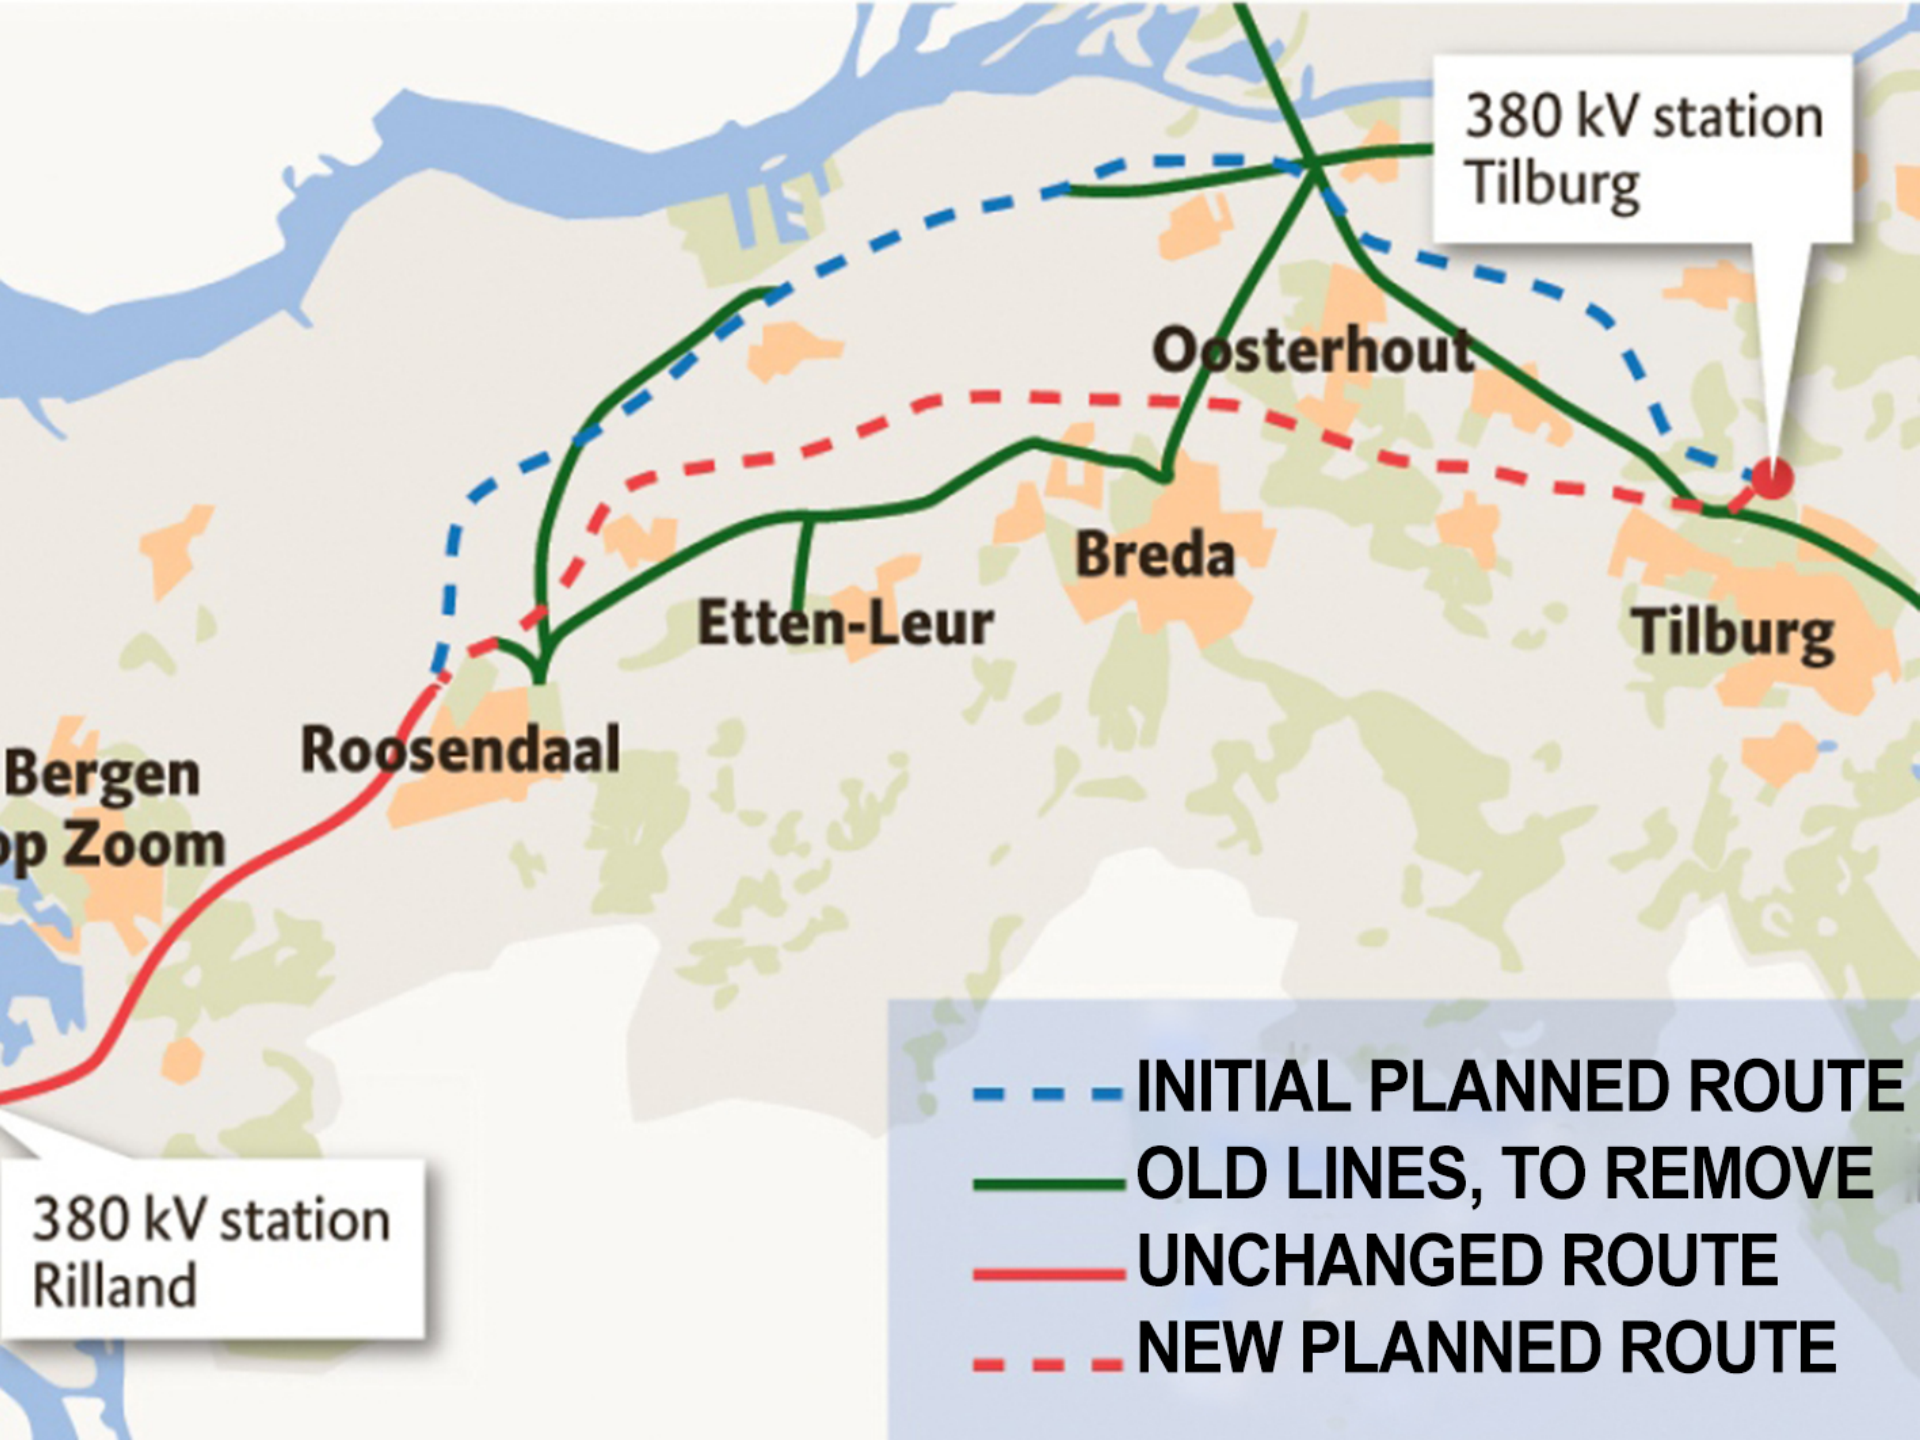 380 kV station
Tilburg
Oosterhout
Breda
Etten-Leur
Tilburg
Roosendaal
Bergen
op Zoom
380 kV station
Rilland
INITIAL PLANNED ROUTE
OLD LINES, TO REMOVE
UNCHANGED ROUTE
NEW PLANNED ROUTE